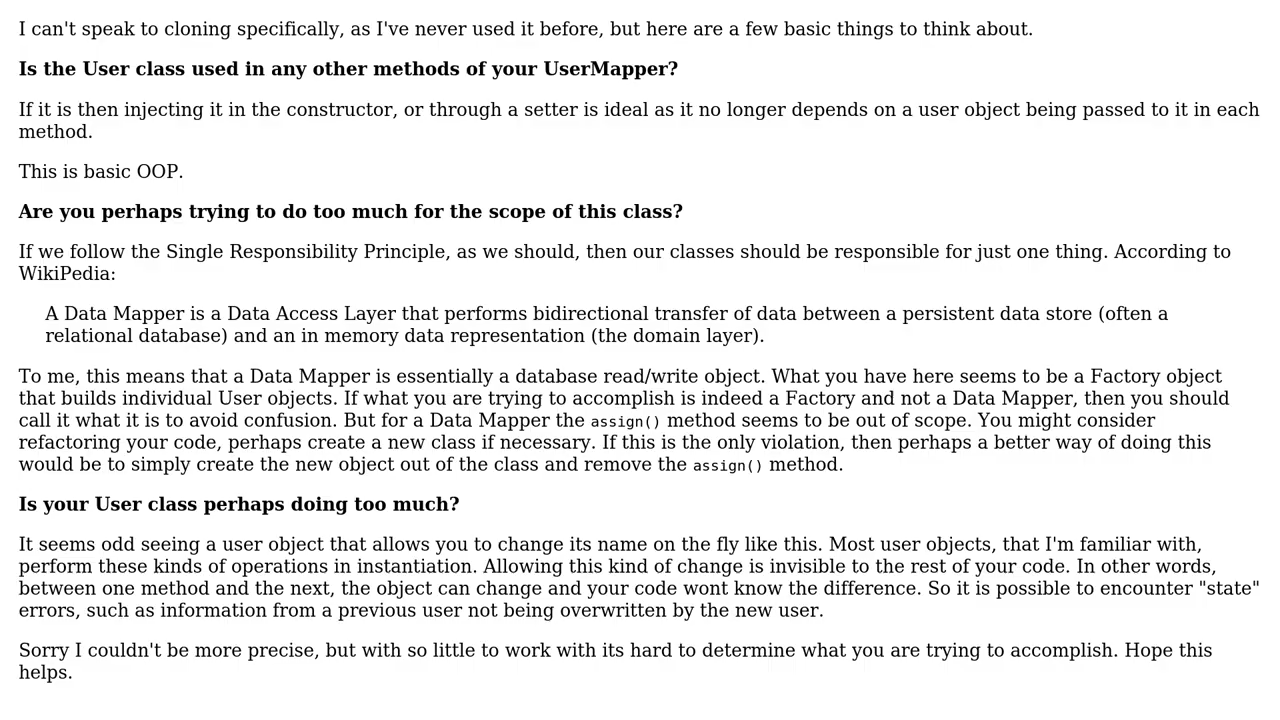 I can't speak to cloning specifically, as I've never used it before, but here are a few basic things to think about.
Is the User class used in any other methods of your UserMapper?
If it is then injecting it in the constructor, or through a setter is ideal as it no longer depends on a user object being passed to it in each
method.
This is basic OOP.
Are you perhaps trying to do too much for the scope of this class?
If we follow the Single Responsibility Principle, as we should, then our classes should be responsible for just one thing. According to
WikiPedia:
A Data Mapper is a Data Access Layer that performs bidirectional transfer of data between a persistent data store (often a
relational database) and an in memory data representation (the domain layer).
To me, this means that a Data Mapper is essentially a database read/write object. What you have here seems to be a Factory object
that builds individual User objects. If what you are trying to accomplish is indeed a Factory and not a Data Mapper, then you should
call it what it is to avoid confusion. But for a Data Mapper the assign() method seems to be out of scope. You might consider
refactoring your code, perhaps create a new class if necessary. If this is the only violation, then perhaps a better way of doing this
would be to simply create the new object out of the class and remove the assign() method.
Is your User class perhaps doing too much?
It seems odd seeing a user object that allows you to change its name on the fly like this. Most user objects, that I'm familiar with,
perform these kinds of operations in instantiation. Allowing this kind of change is invisible to the rest of your code. In other words,
between one method and the next, the object can change and your code wont know the difference. So it is possible to encounter "state"
errors, such as information from a previous user not being overwritten by the new user.
Sorry I couldn't be more precise, but with so little to work with its hard to determine what you are trying to accomplish. Hope this
helps.